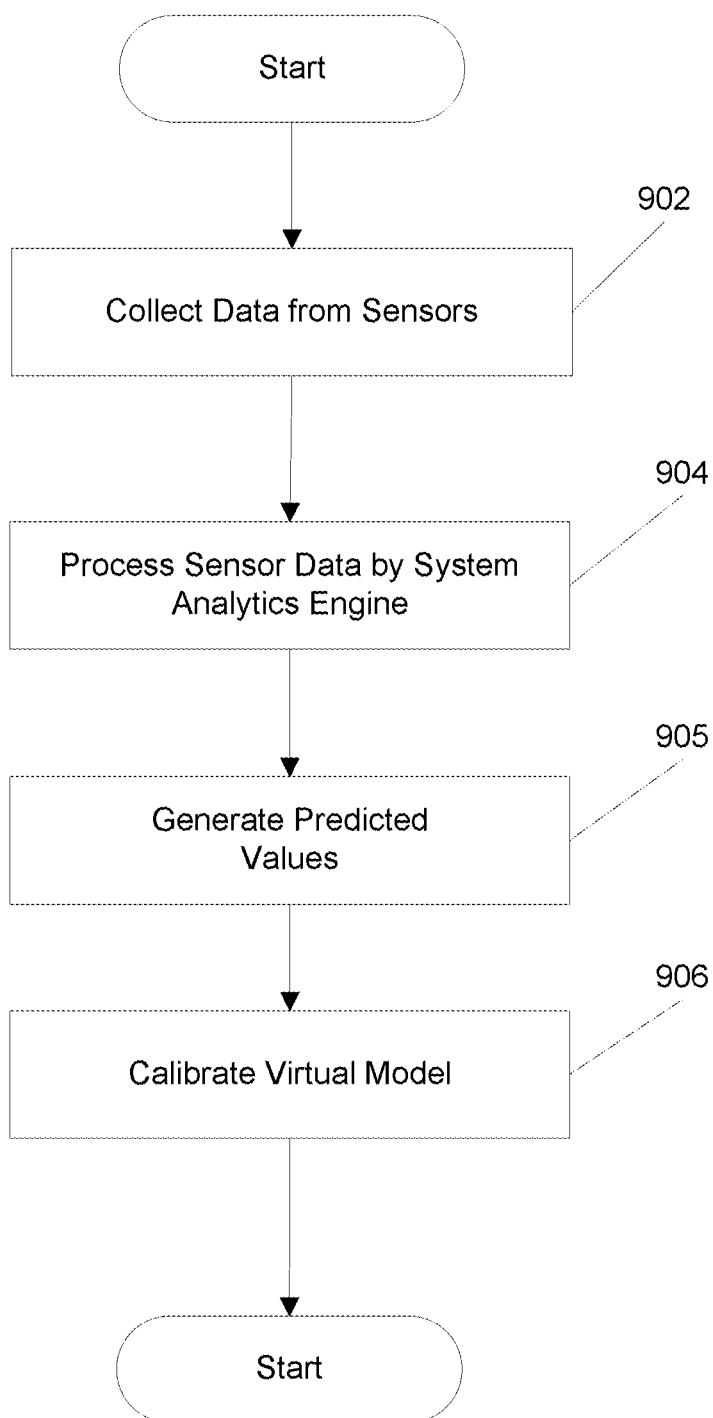 Start
902
Collect Data from Sensors
904
Process Sensor Data by System
Analytics Engine
905
Generate Predicted
Values
906
Calibrate Virtual Model
Start